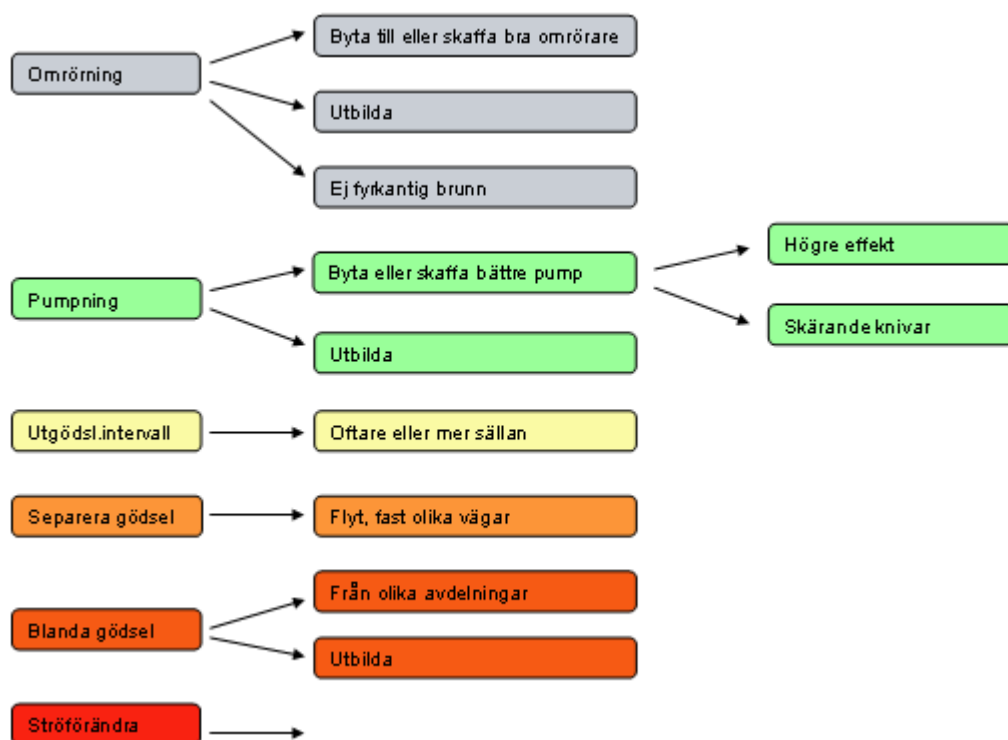 Omrörning
Byta till eller skaffa bra omrörare
Utbilda
Ej fyrkantig brunn
Pumpning
Byta eller skaffa bättre pump
Högre effekt
Skärande knivar
Utbilda
Utgödsl.intervall
Oftare eller mer sällan
Separera gödsel
Flyt, fast olika vägar
Blanda gödsel
Från olika avdelningar
Utbilda
Ströförändra